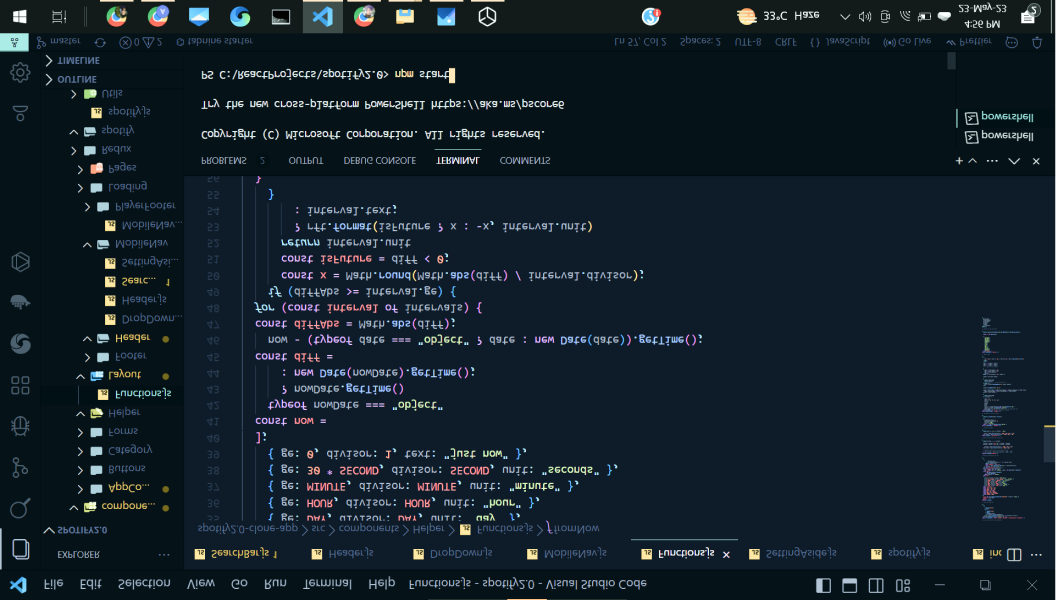 File Edit Selection View Go Run Terminal Help Functions.js - spotify2.0 - Visual Studio Code
EXPLORER ...
SPOTIFY2.0
compone...
AppCo...
Buttons
Category
Forms
Helper
Functions.js
Layout
Footer
Header
DropDown...
Header.js
Searc... 1
SettingAsi...
MobileNav
MobileNav...
PlayerFooter
Loading
Pages
Redux
spotify
spotify.js
Utils
OUTLINE
TIMELINE
SearchBar.js 1 Header.js DropDown.js MobileNav.js Functions.js SettingAside.js spotify.js inc ...
spotify2.0-clone-app > src > components > Helper > Functions.js > fromNow
35 { ge: DAY, divisor: DAY, unit: "day" },
36 { ge: HOUR, divisor: HOUR, unit: "hour" },
37 { ge: MINUTE, divisor: MINUTE, unit: "minute" },
38 { ge: 30 * SECOND, divisor: SECOND, unit: "seconds" },
39 { ge: 0, divisor: 1, text: "just now" },
40 ];
41 const now =
42 typeof nowDate === "object"
43 ? nowDate.getTime()
44 : new Date(nowDate).getTime();
45 const diff =
46 now - (typeof date === "object" ? date : new Date(date)).getTime();
47 const diffAbs = Math.abs(diff);
48 for (const interval of intervals) {
49 if (diffAbs >= interval.ge) {
50 const x = Math.round(Math.abs(diff) / interval.divisor);
51 const isFuture = diff < 0;
52 return interval.unit
53 ? rft.format(isFuture ? x : -x, interval.unit)
54 : interval.text;
55 }
56 }
PROBLEMS 2 OUTPUT DEBUG CONSOLE TERMINAL COMMENTS
Copyright (C) Microsoft Corporation. All rights reserved.
Try the new cross-platform PowerShell https://aka.ms/pscore6
PS C:\ReactProjects\spotify2.0> npm start
powershell
powershell
master 0 2 tabnine starter Ln 57, Col 2 Spaces: 2 UTF-8 CRLF {} JavaScript Go Live Prettier
33°C Haze 4:56 PM
23-May-23
2